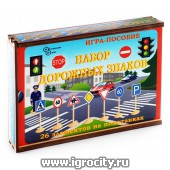 ИГРА-ПОСОБИЕ
STOP
НАБОР
ДОРОЖНЫХ ЗНАКОВ
26 ЭЛЕМЕНТОВ НА ПОДСТАВКАХ
www.igrocity.ru